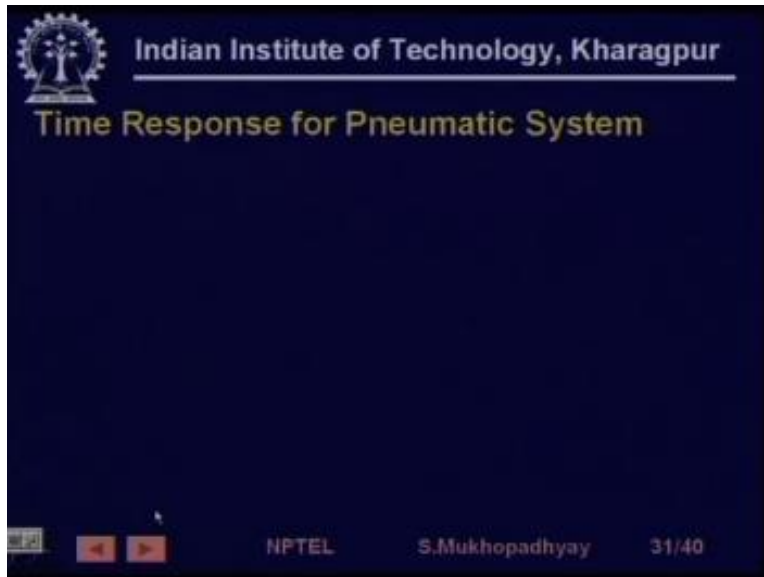 Indian Institute of Technology, Kharagpur
Time Response for Pneumatic System
NPTEL S.Mukhopadhyay 31/40